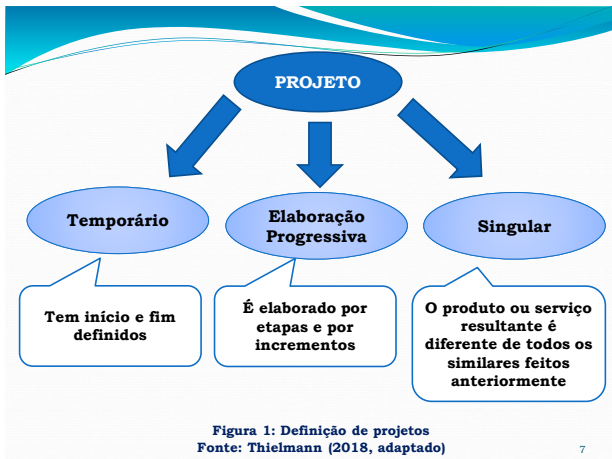 PROJETO
Temporário
Elaboração
Progressiva
Singular
Tem início e fim
definidos
É elaborado por
etapas e por
incrementos
O produto ou serviço
resultante é
diferente de todos os
similares feitos
anteriormente
Figura 1: Definição de projetos
Fonte: Thielmann (2018, adaptado)
7